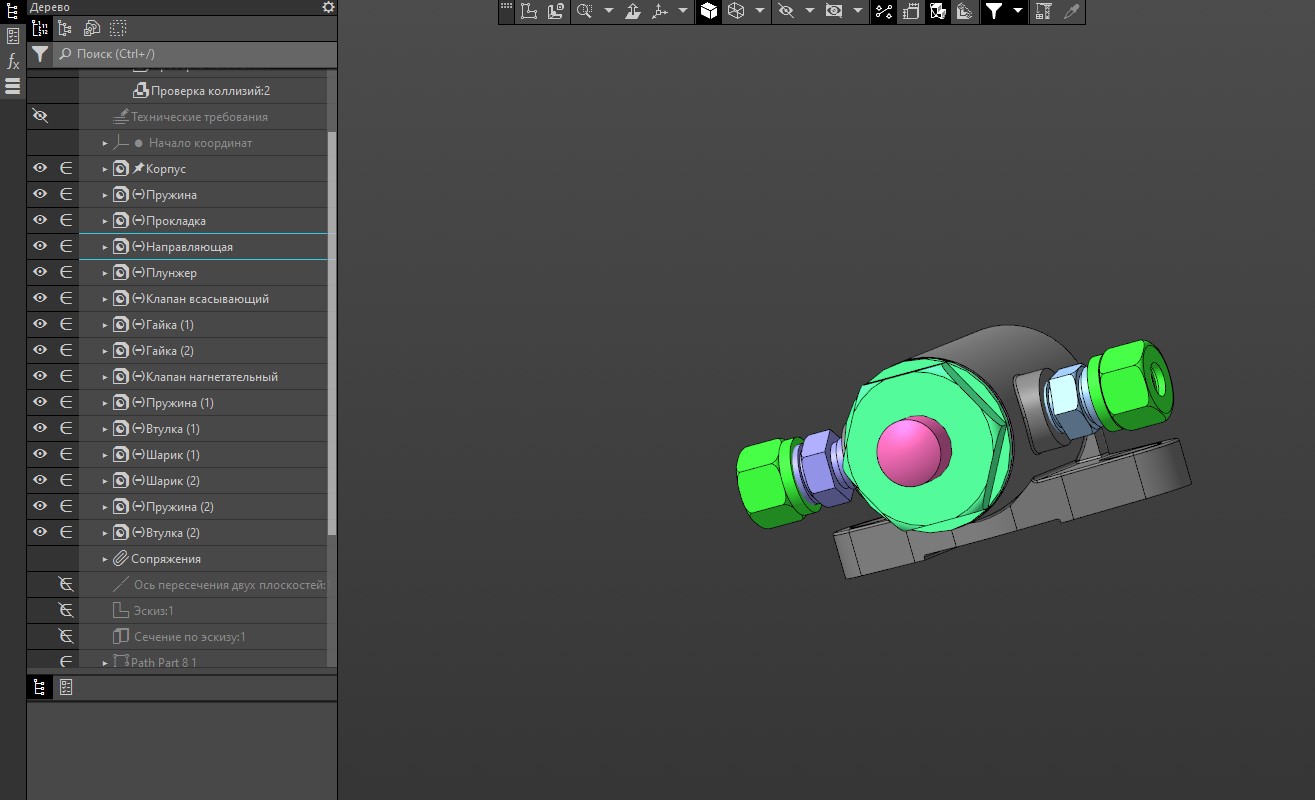 Дерево
Поиск (Ctrl+/)
Проверка коллизий:2
Технические требования
Начало координат
Корпус
(-)Пружина
(-)Прокладка
(-)Направляющая
(-)Плунжер
(-)Клапан всасывающий
(-)Гайка (1)
(-)Гайка (2)
(-)Клапан нагнетательный
(-)Пружина (1)
(-)Втулка (1)
(-)Шарик (1)
(-)Шарик (2)
(-)Пружина (2)
(-)Втулка (2)
Сопряжения
Ось пересечения двух плоскостей:
Эскиз:1
Сечение по эскизу:1
Path Part 8 1